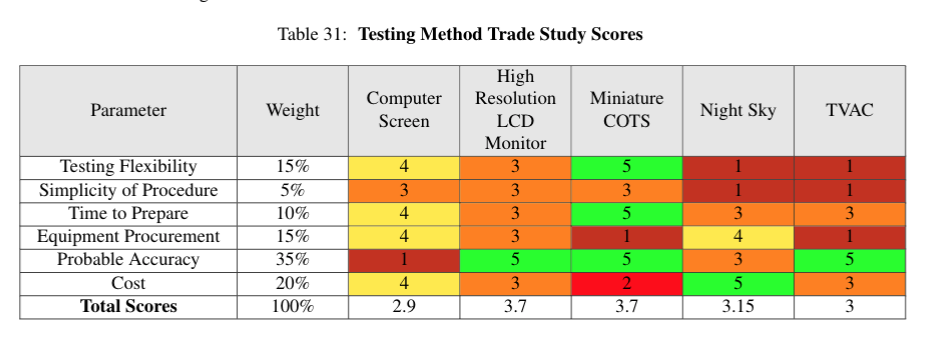 Table 31: Testing Method Trade Study Scores
Parameter Weight Computer Screen High Resolution LCD Monitor Miniature COTS Night Sky TVAC
Testing Flexibility 15% 4 3 5 1 1
Simplicity of Procedure 5% 3 3 3 1 1
Time to Prepare 10% 4 3 5 3 3
Equipment Procurement 15% 4 3 1 4 1
Probable Accuracy 35% 1 5 5 3 5
Cost 20% 4 3 2 5 3
Total Scores 100% 2.9 3.7 3.7 3.15 3